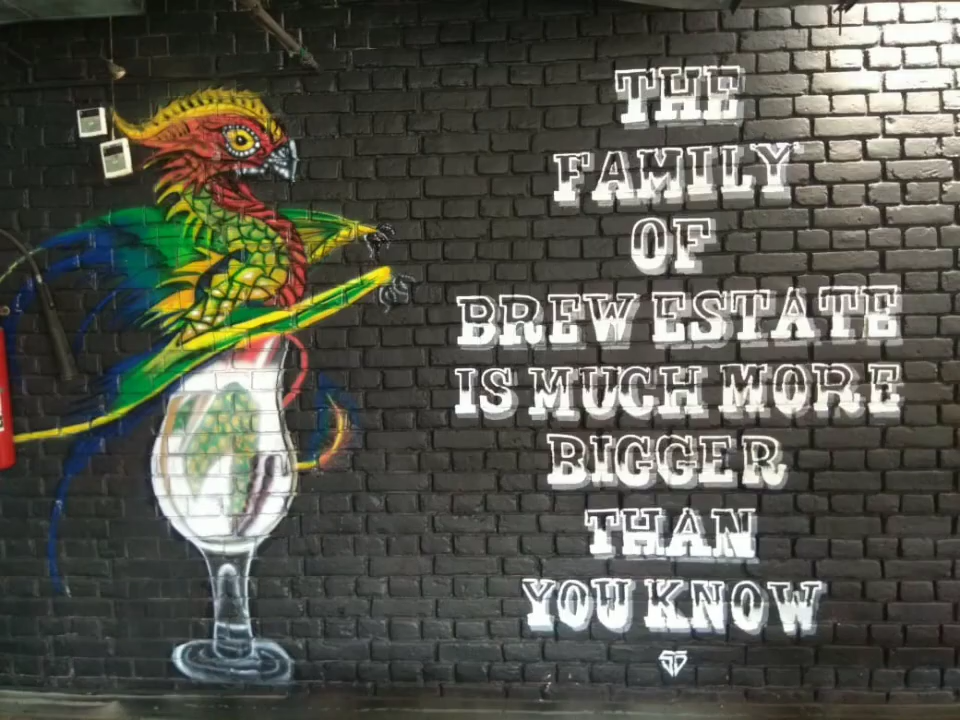 THE
FAMILY
OF
BREW ESTATE
IS MUCH MORE
BIGGER
THAN
YOU KNOW